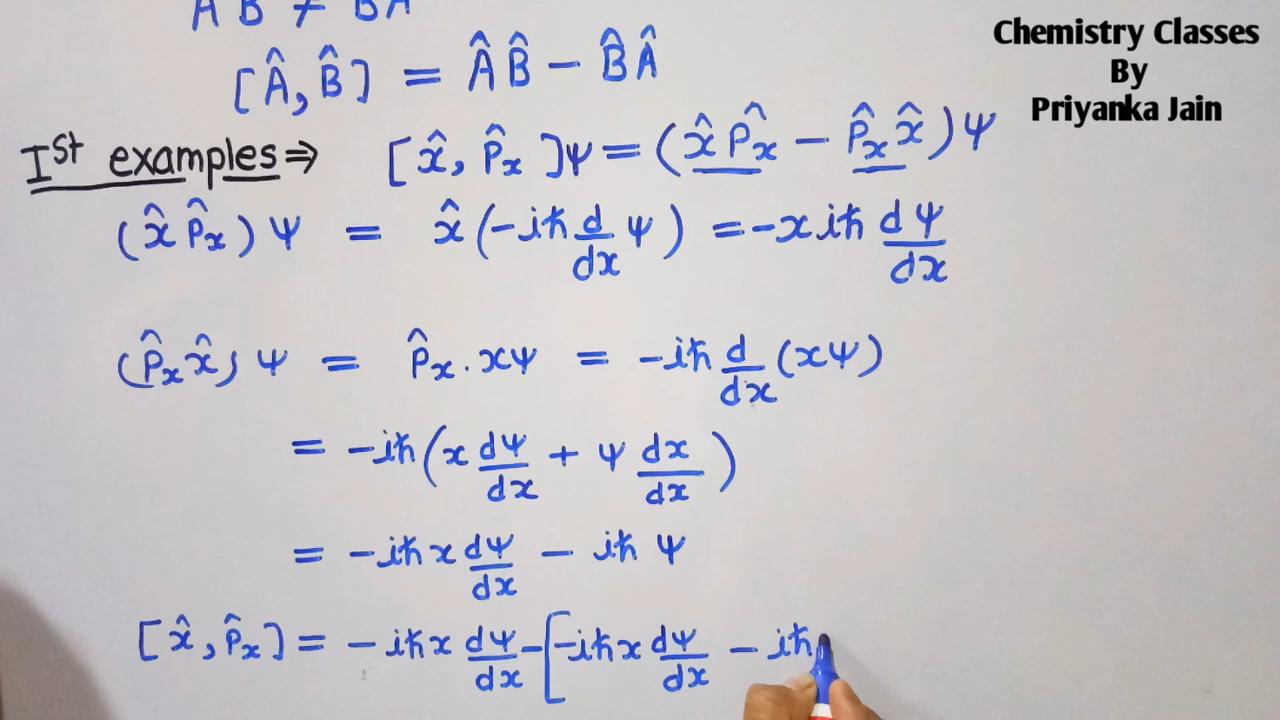 ÂB̂ ≠ B̂Â
[Â, B̂] = ÂB̂ − B̂Â
Chemistry Classes
By
Priyanka Jain
Iˢᵗ examples ⇒ [x̂, p̂ₓ]ψ = (x̂p̂ₓ − p̂ₓx̂)ψ
(x̂p̂ₓ)ψ = x̂(−iħ d/dx ψ) = −xiħ dψ/dx
(p̂ₓx̂)ψ = p̂ₓ.xψ = −iħ d/dx (xψ)
= −iħ(x dψ/dx + ψ dx/dx)
= −iħx dψ/dx − iħψ
[x̂, p̂ₓ] = −iħx dψ/dx − [−iħx dψ/dx − iħ